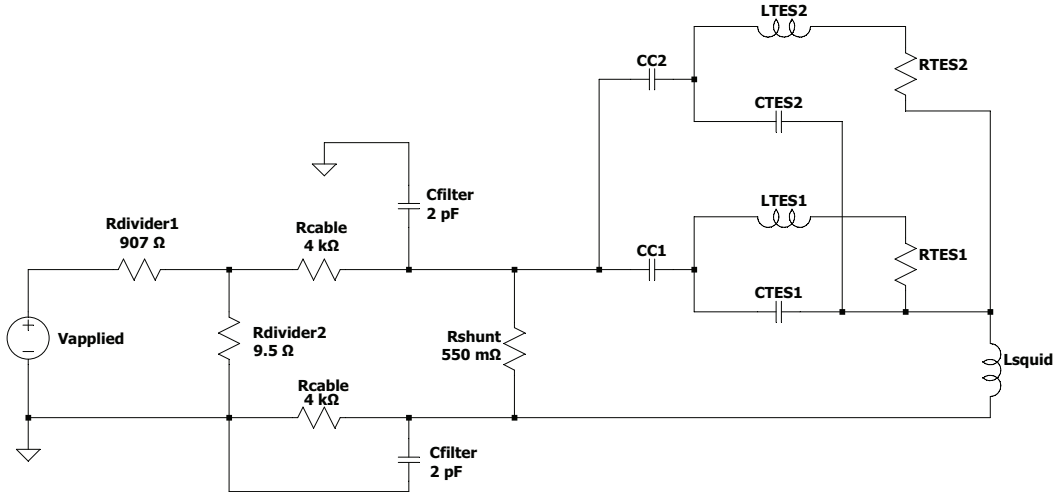 LTES2
CC2
RTES2
CTES2
Cfilter
2 pF
LTES1
Rdivider1
907 Ω
Rcable
4 kΩ
CC1
RTES1
CTES1
Vapplied
Rdivider2
9.5 Ω
Rshunt
550 mΩ
Lsquid
Rcable
4 kΩ
Cfilter
2 pF